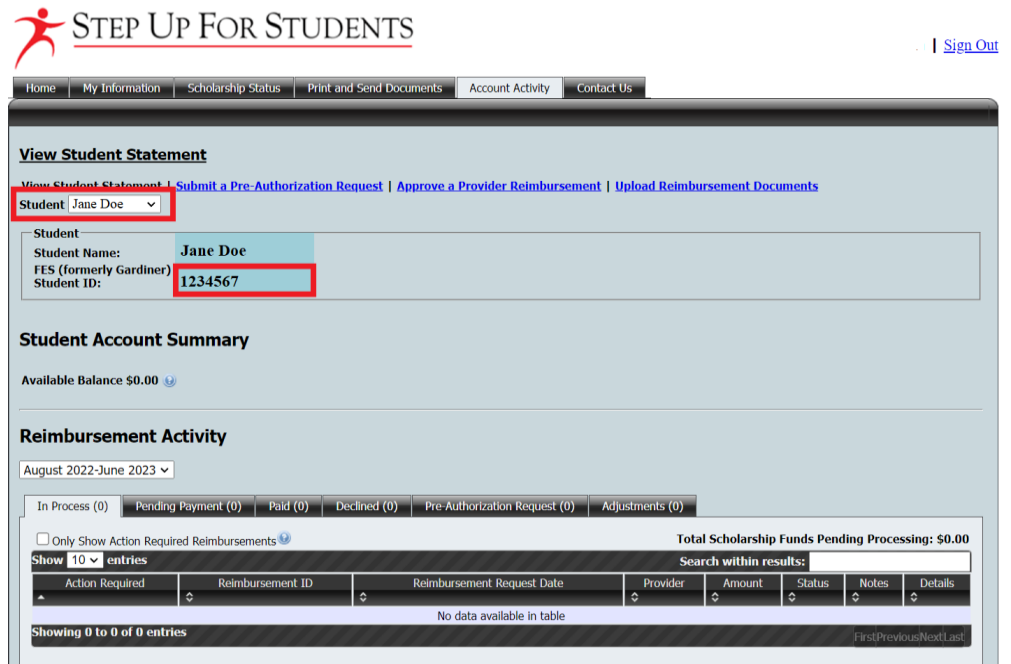 STEP UP FOR STUDENTS
| Sign Out
Home My Information Scholarship Status Print and Send Documents Account Activity Contact Us
View Student Statement
View Student Statement | Submit a Pre-Authorization Request | Approve a Provider Reimbursement | Upload Reimbursement Documents
Student Jane Doe
Student
Student Name: Jane Doe
FES (formerly Gardiner)
Student ID: 1234567
Student Account Summary
Available Balance $0.00
Reimbursement Activity
August 2022-June 2023
In Process (0) Pending Payment (0) Paid (0) Declined (0) Pre-Authorization Request (0) Adjustments (0)
Only Show Action Required Reimbursements Total Scholarship Funds Pending Processing: $0.00
Show 10 entries Search within results:
Action Required Reimbursement ID Reimbursement Request Date Provider Amount Status Notes Details
No data available in table
Showing 0 to 0 of 0 entries
FirstPreviousNextLast